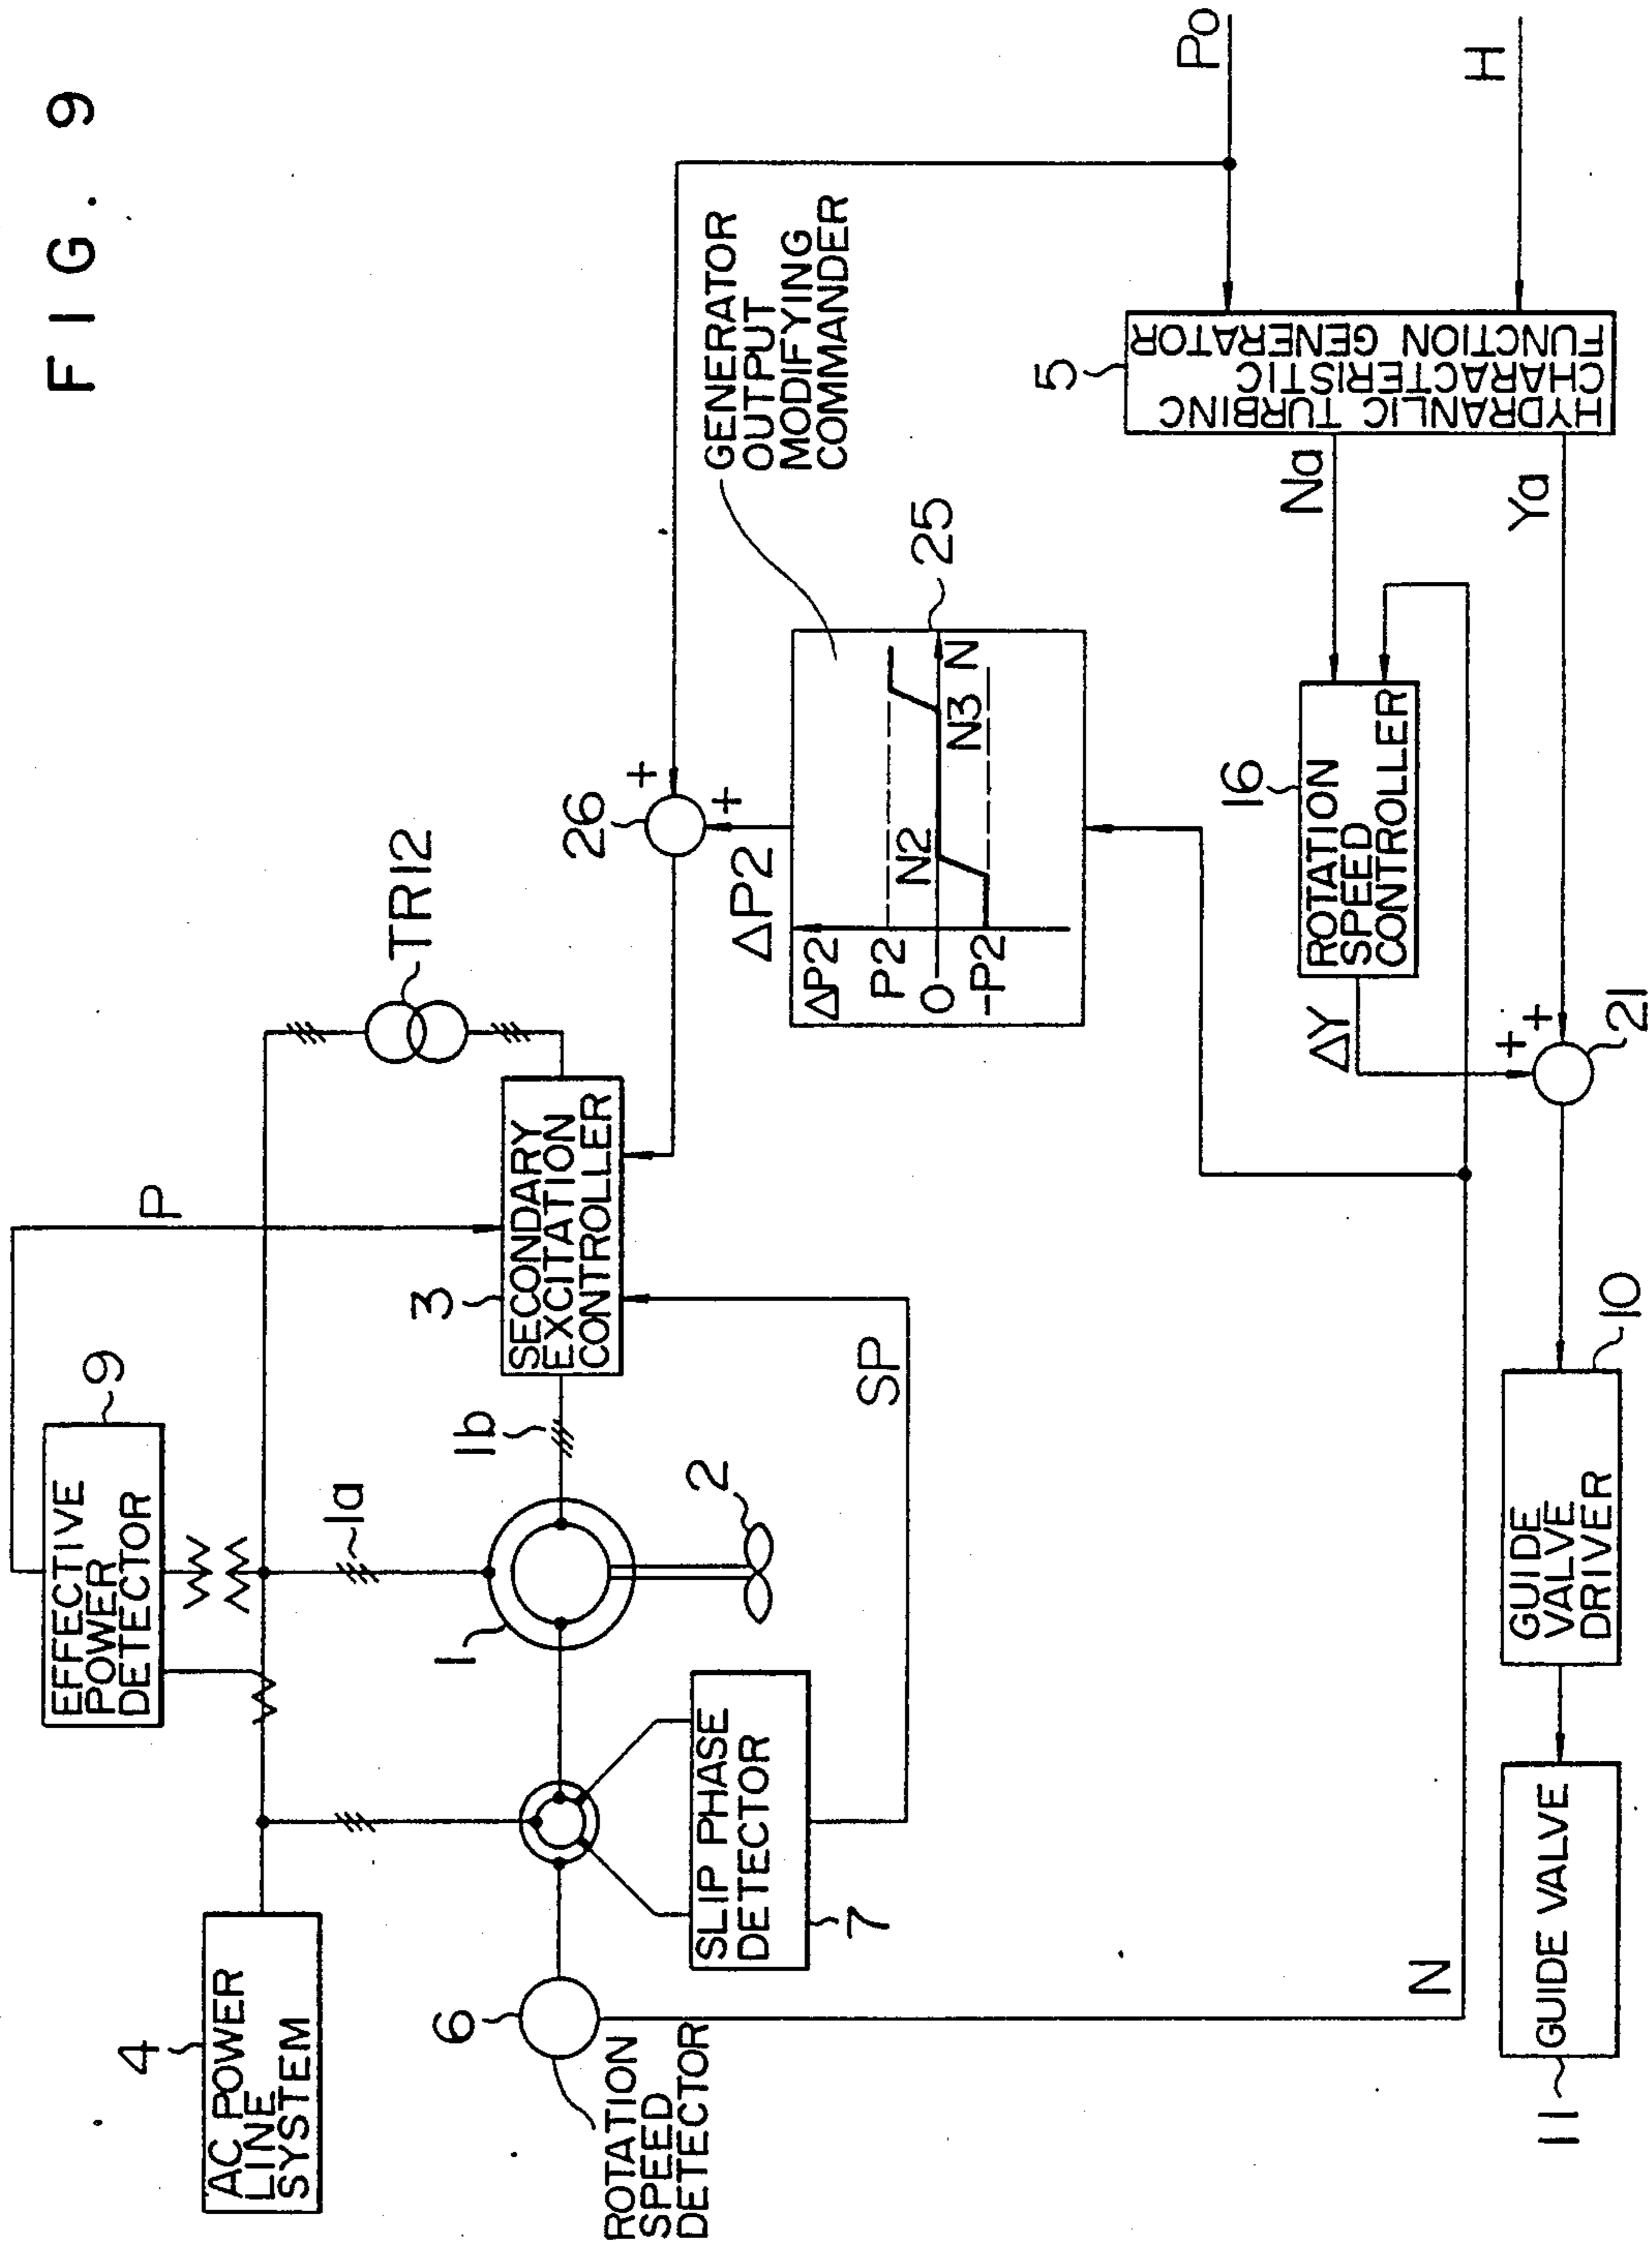 FIG. 9
4
AC POWER
LINE
SYSTEM
EFFECTIVE
POWER
DETECTOR
9
P
1a
1
1b
2
3
SECONDARY
EXCITATION
CONTROLLER
TR12
6
ROTATION
SPEED
DETECTOR
SLIP PHASE
DETECTOR
7
SP
26
+
+
ΔP2
GENERATOR
OUTPUT
MODIFYING
COMMANDER
25
ΔP2
P2
0
-P2
N2
N3
N
Po
H
5
HYDRANLIC TURBINC
CHARACTERISTIC
FUNCTION GENERATOR
Na
Ya
16
ROTATION
SPEED
CONTROLLER
ΔY
+
+
21
N
10
GUIDE
VALVE
DRIVER
11
GUIDE VALVE